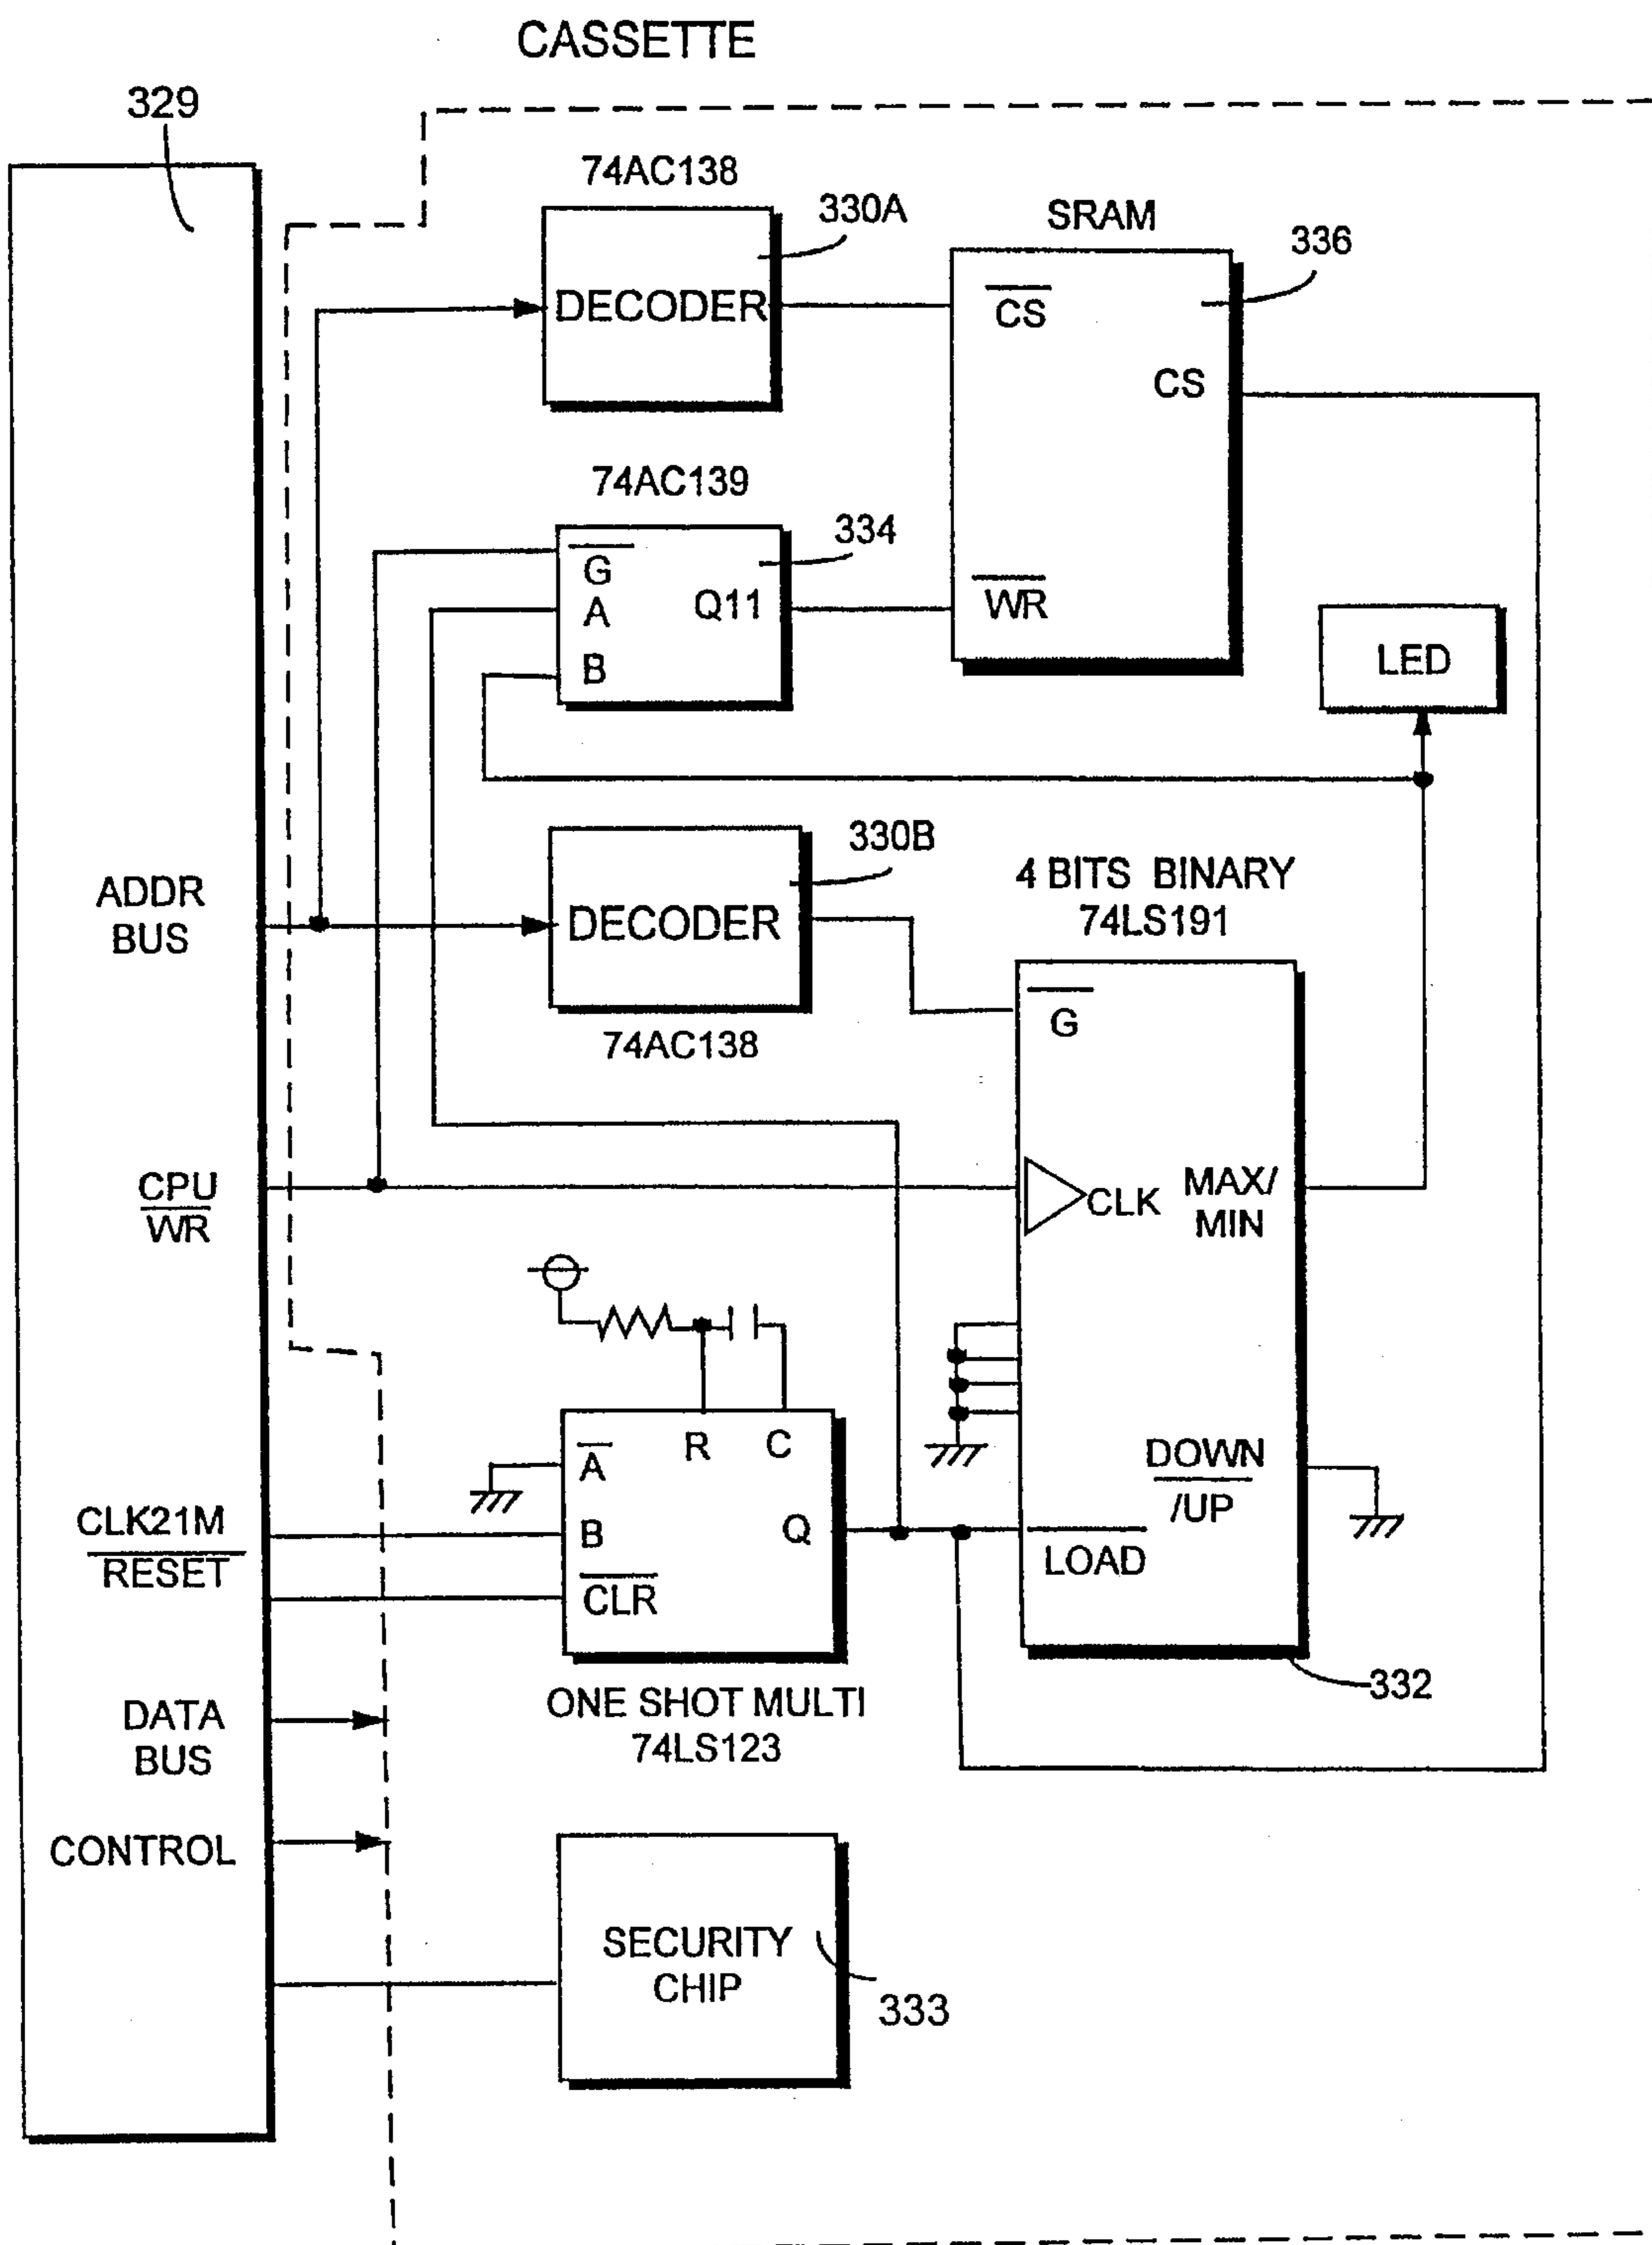 CASSETTE
329
74AC138
330A
DECODER
SRAM
336
CS
CS
74AC139
334
G
A
Q11
B
WR
LED
ADDR
BUS
330B
DECODER
74AC138
4 BITS BINARY
74LS191
G
CPU
WR
CLK
MAX/
MIN
R
C
A
B
Q
CLR
CLK21M
RESET
DOWN
/UP
LOAD
332
ONE SHOT MULTI
74LS123
DATA
BUS
CONTROL
SECURITY
CHIP
333